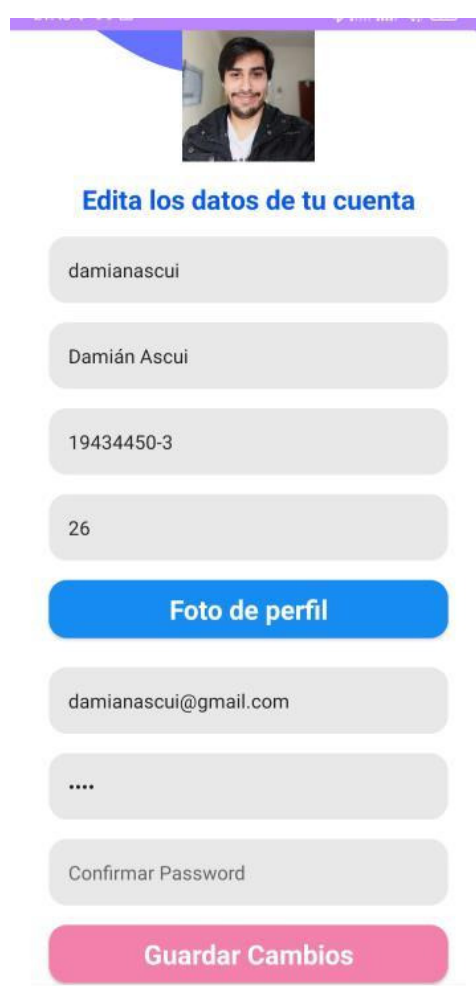 Edita los datos de tu cuenta
damianascui
Damián Ascui
19434450-3
26
Foto de perfil
damianascui@gmail.com
••••
Confirmar Password
Guardar Cambios